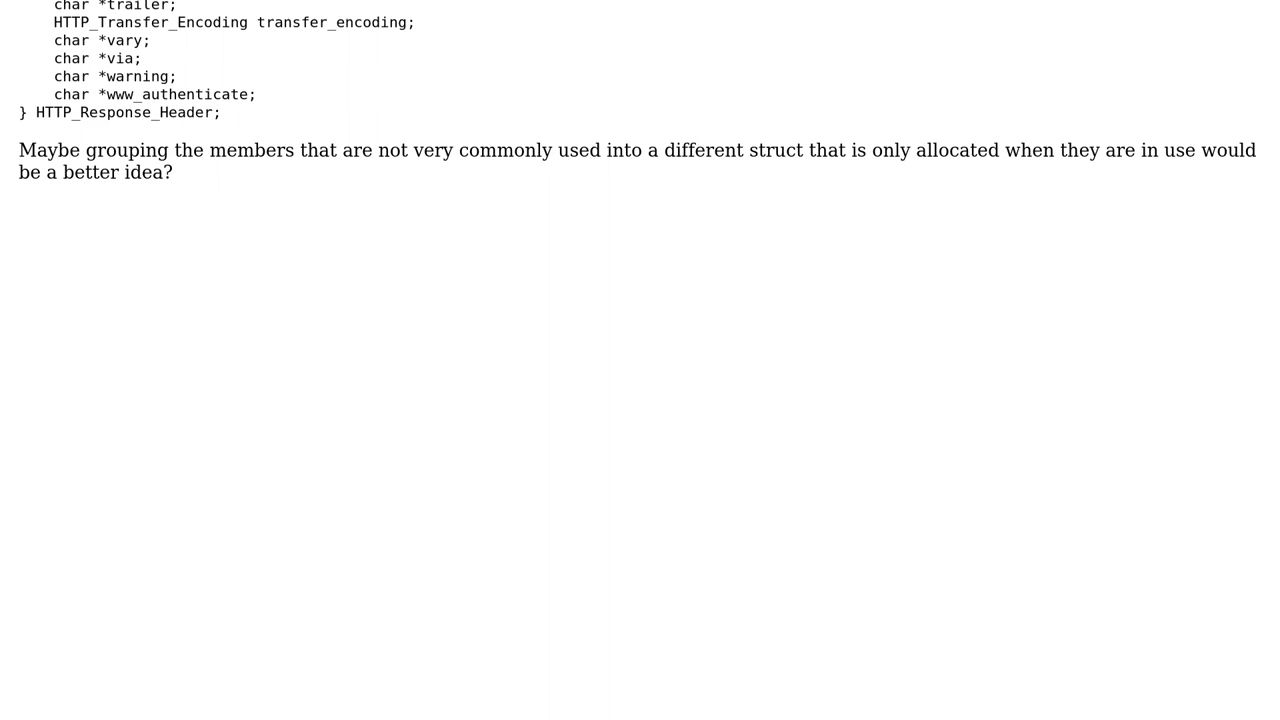 char *trailer;
HTTP_Transfer_Encoding transfer_encoding;
char *vary;
char *via;
char *warning;
char *www_authenticate;
} HTTP_Response_Header;
Maybe grouping the members that are not very commonly used into a different struct that is only allocated when they are in use would
be a better idea?